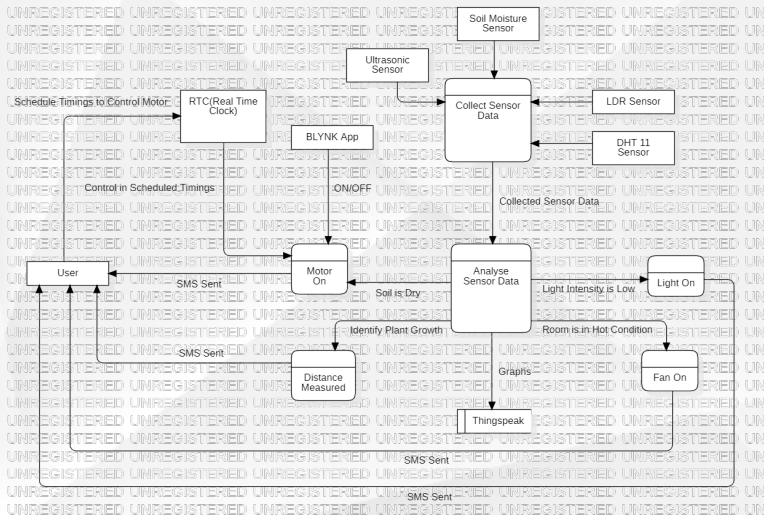 Soil Moisture
Sensor
Ultrasonic
Sensor
Schedule Timings to Control Motor
RTC(Real Time
Clock)
Collect Sensor
Data
LDR Sensor
BLYNK App
DHT 11
Sensor
Control in Scheduled Timings
ON/OFF
Collected Sensor Data
User
SMS Sent
Motor
On
Soil is Dry
Analyse
Sensor Data
Light Intensity is Low
Light On
Identify Plant Growth
Room is in Hot Condition
SMS Sent
Distance
Measured
Graphs
Fan On
Thingspeak
SMS Sent
SMS Sent
UNREGISTERED